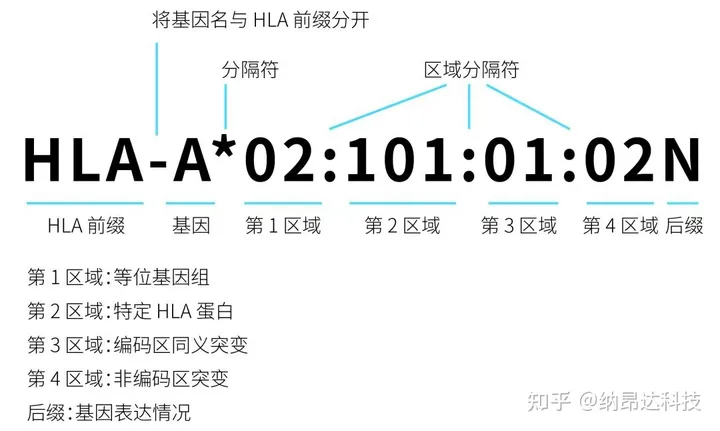 将基因名与 HLA 前缀分开
分隔符 区域分隔符
HLA-A*02:101:01:02N
HLA 前缀 基因 第 1 区域 第 2 区域 第 3 区域 第 4 区域 后缀
第 1 区域:等位基因组
第 2 区域:特定 HLA 蛋白
第 3 区域:编码区同义突变
第 4 区域:非编码区突变
后缀:基因表达情况
知乎 @纳昂达科技